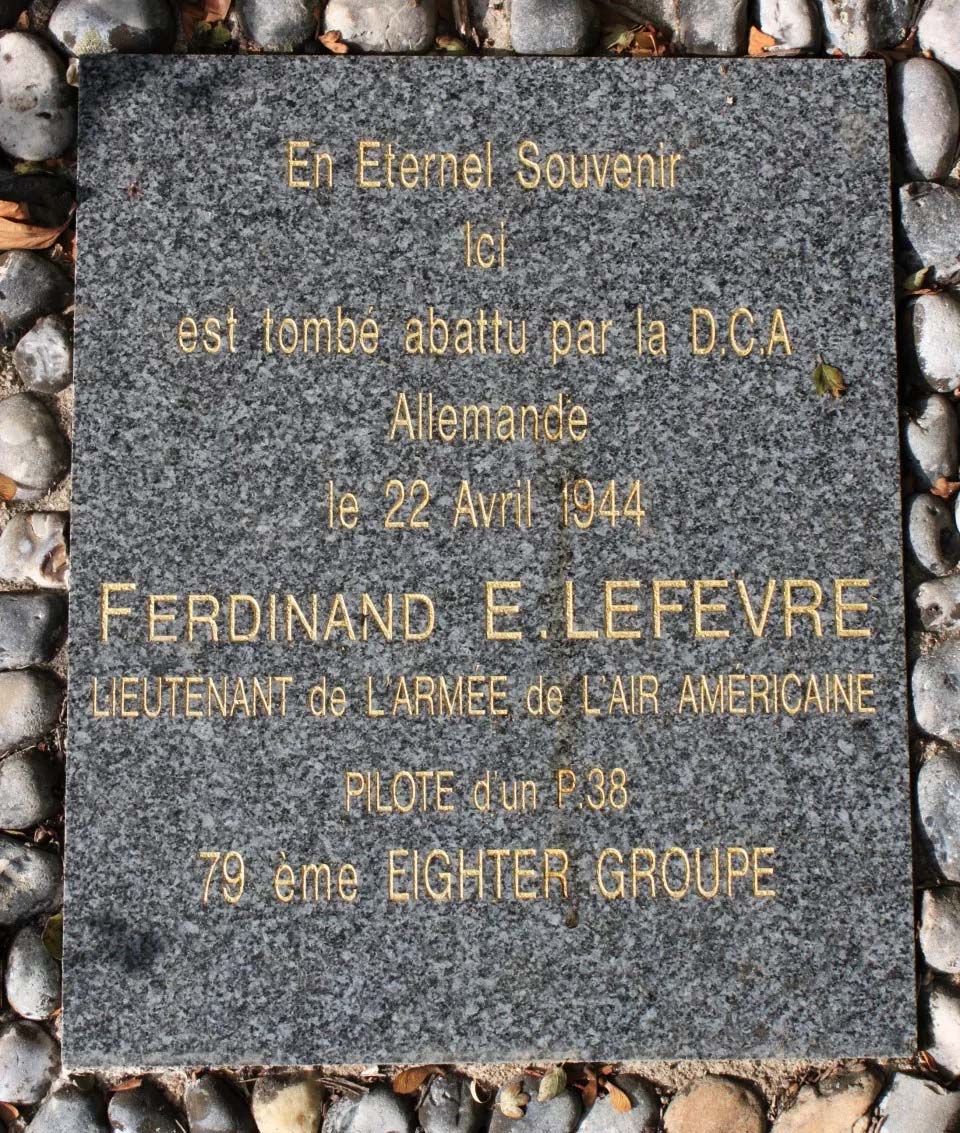 En Eternel Souvenir
Ici
est tombé abattu par la D.C.A
Allemande
le 22 Avril 1944
FERDINAND E. LEFEVRE
LIEUTENANT de L'ARMÉE de L'AIR AMÉRICAINE
PILOTE d'un P.38
79 ème EIGHTER GROUPE